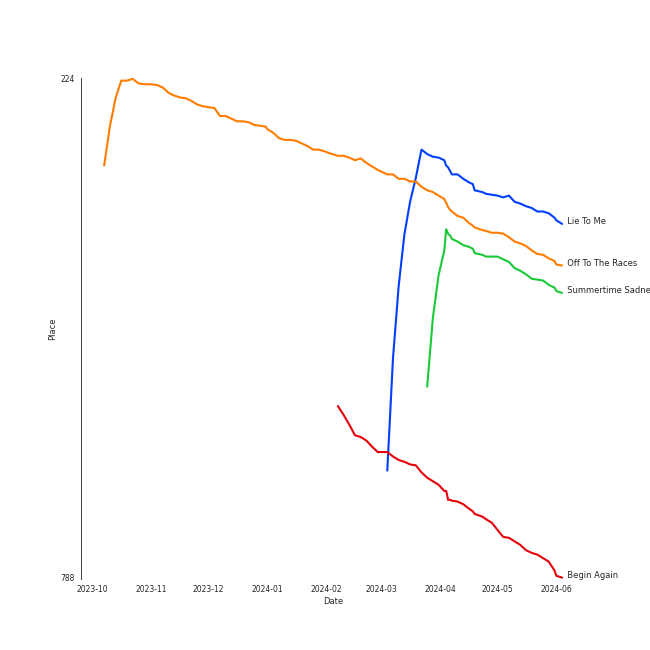 224
Lie To Me
Off To The Races
Summertime Sadne
Place
Begin Again
788
2023-10 2023-11 2023-12 2024-01 2024-02 2024-03 2024-04 2024-05 2024-06
Date